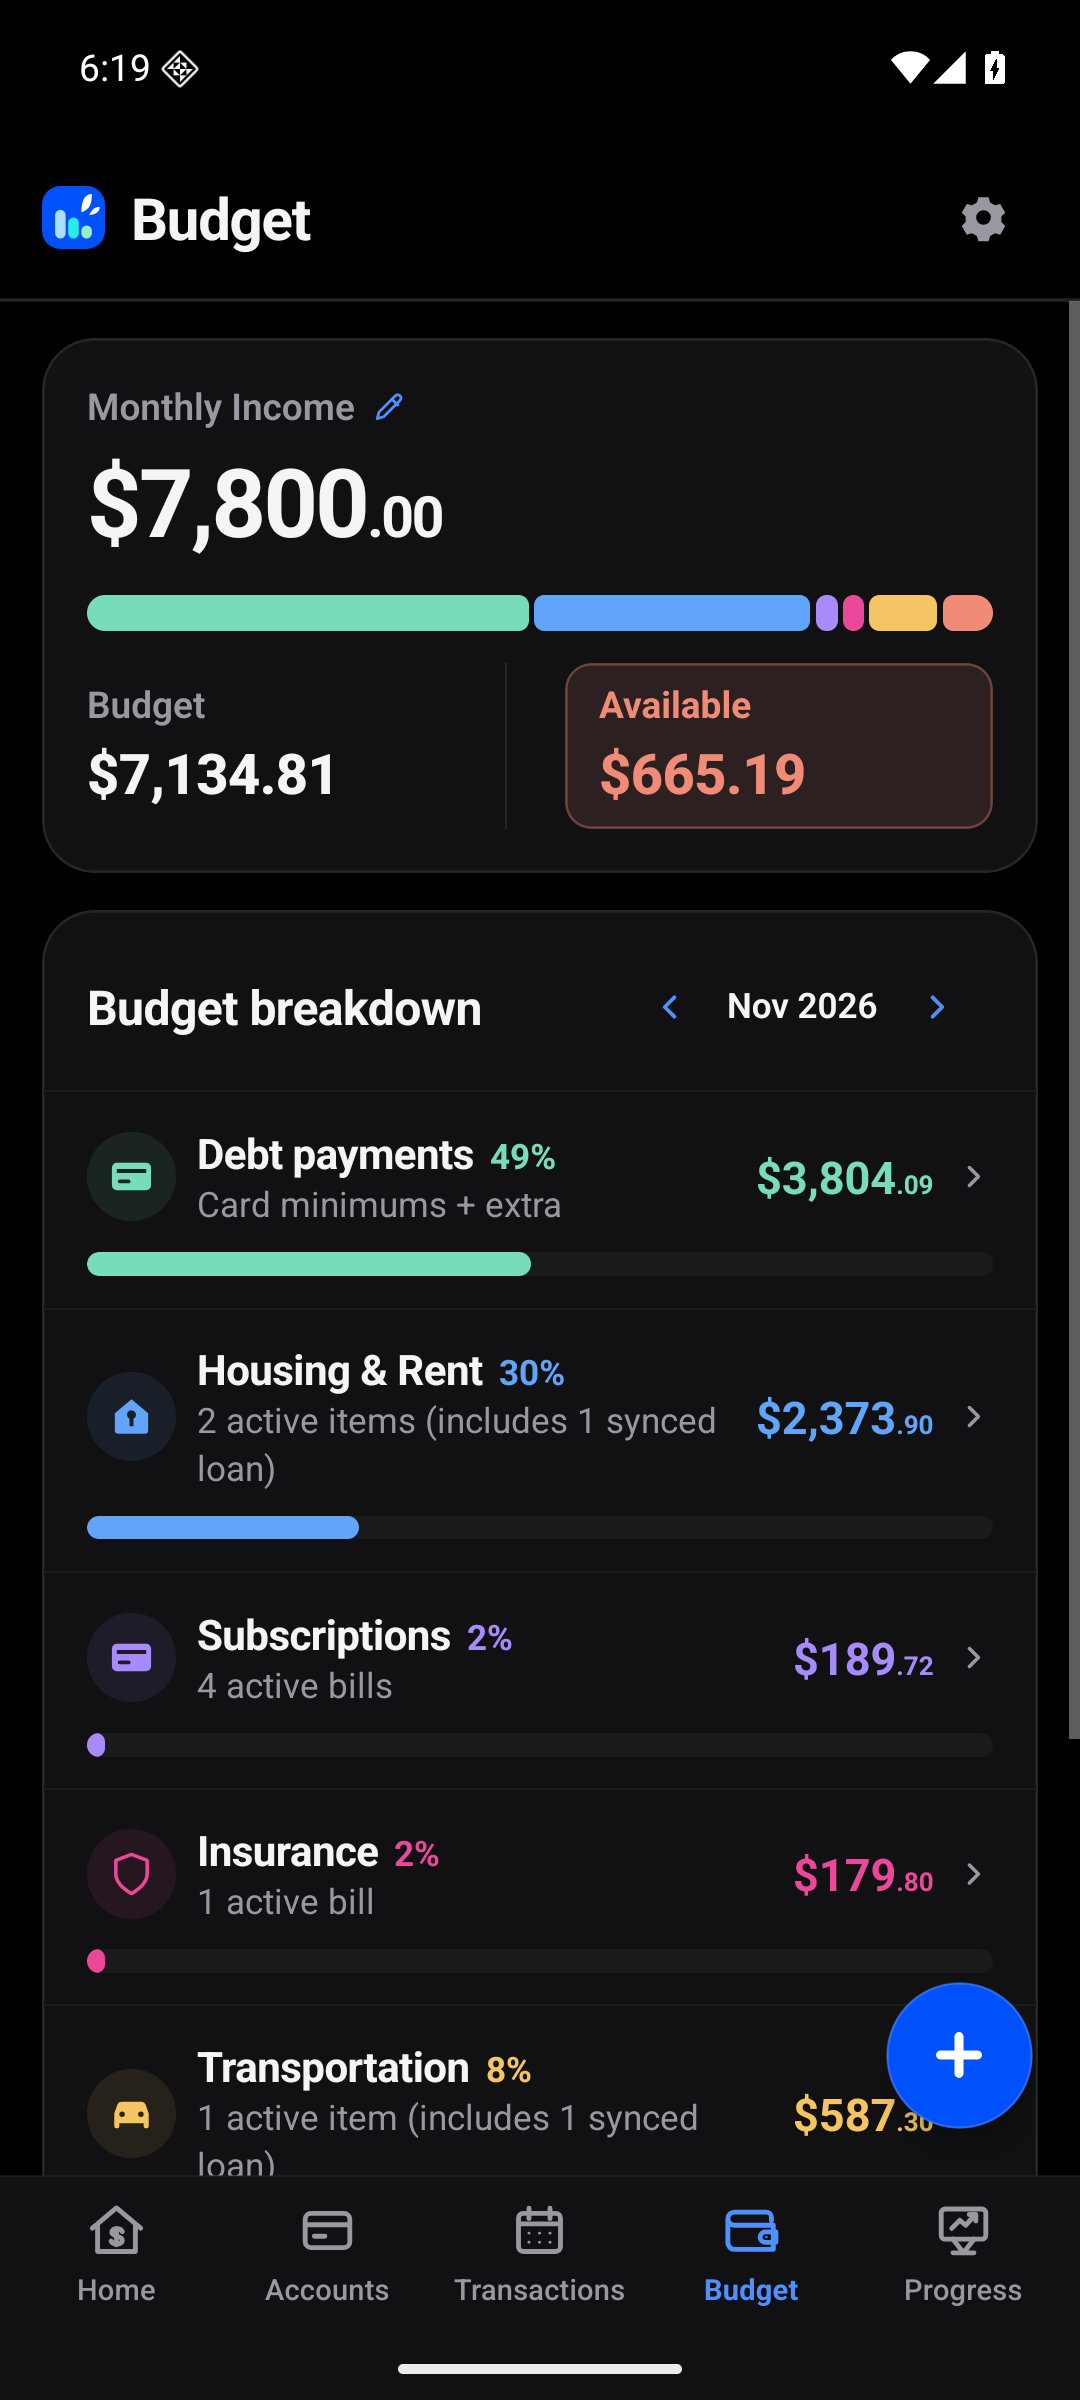 6:19
Budget
Monthly Income
$7,800.00
Budget
$7,134.81
Available
$665.19
Budget breakdown
Nov 2026
Debt payments 49%
Card minimums + extra
$3,804.09
Housing & Rent 30%
2 active items (includes 1 synced
loan)
$2,373.90
Subscriptions 2%
4 active bills
$189.72
Insurance 2%
1 active bill
$179.80
Transportation 8%
1 active item (includes 1 synced
loan)
$587.30
Home
Accounts
Transactions
Budget
Progress